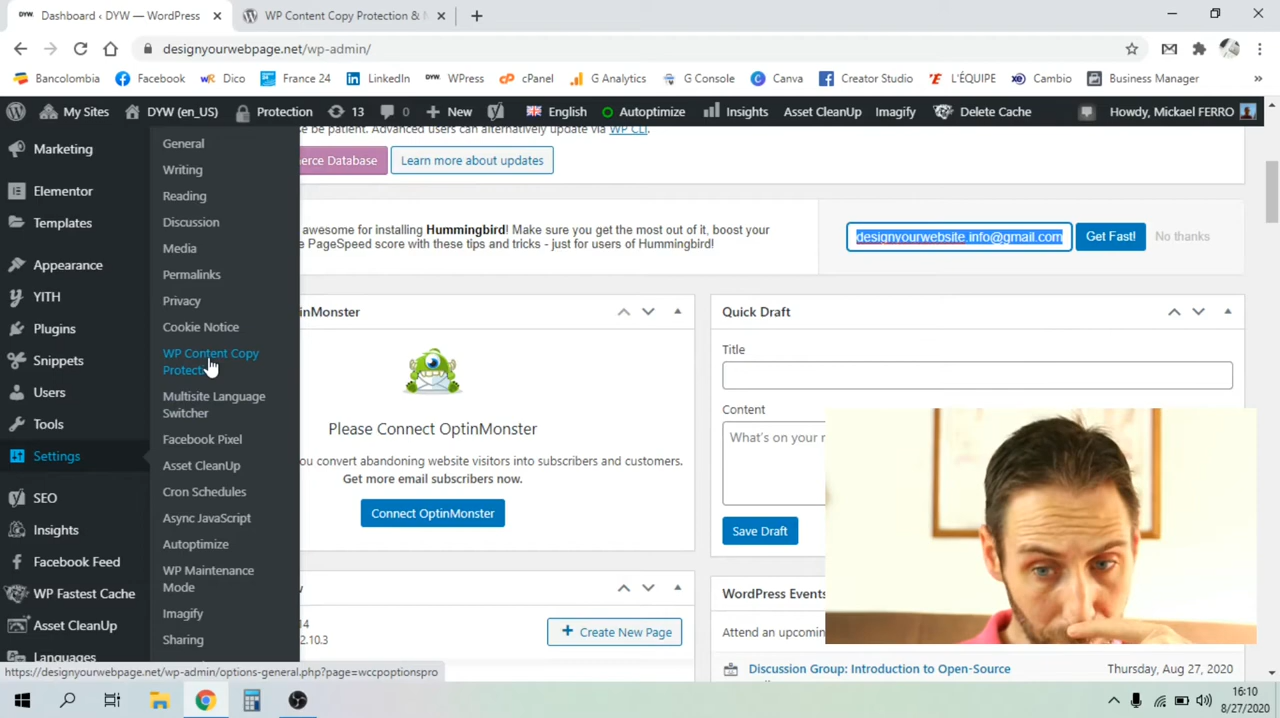 DYW Dashboard ‹ DYW — WordPress
WP Content Copy Protection &
designyourwebpage.net/wp-admin/
Bancolombia
Facebook
wR Dico
France 24
LinkedIn
DYW WPress
cP cPanel
G Analytics
G Console
Canva
Creator Studio
L'ÉQUIPE
Cambio
Business Manager
»
My Sites
DYW (en_US)
Protection
13
0
New
English
Autoptimize
Insights
Asset CleanUp
Imagify
Delete Cache
Howdy, Mickael FERRO
Marketing
Elementor
Templates
Appearance
YITH
Plugins
Snippets
Users
Tools
Settings
SEO
Insights
Facebook Feed
WP Fastest Cache
Asset CleanUp
Languages
General
Writing
Reading
Discussion
Media
Permalinks
Privacy
Cookie Notice
WP Content Copy
Multisite Language
Switcher
Facebook Pixel
Asset CleanUp
Cron Schedules
Async JavaScript
Autoptimize
WP Maintenance
Mode
Imagify
Sharing
be patient. Advanced users can alternatively update via WP CLI.
Database
Learn more about updates
awesome for installing Hummingbird! Make sure you get the most out of it, boost your
PageSpeed score with these tips and tricks - just for users of Hummingbird!
designyourwebsite.info@gmail.com
Get Fast!
No thanks
Please Connect OptinMonster
you convert abandoning website visitors into subscribers and customers.
Get more email subscribers now.
Connect OptinMonster
Quick Draft
Title
Content
What's on your
Save Draft
2.10.3
+ Create New Page
WordPress Events
Attend an upcoming
Discussion Group: Introduction to Open-Source
Thursday, Aug 27, 2020
https://designyourwebpage.net/wp-admin/options-general.php?page=wccpoptionspro
16:10
8/27/2020